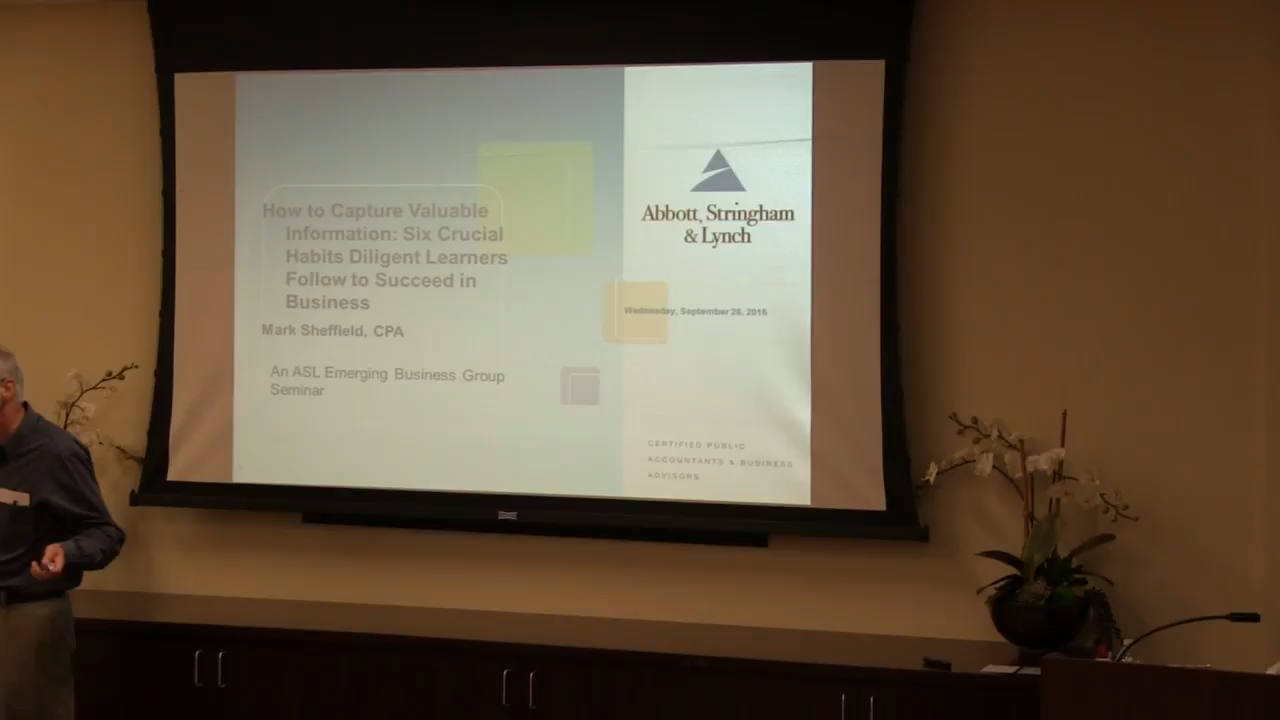 How to Capture Valuable
Information: Six Crucial
Habits Diligent Learners
Follow to Succeed in
Business
Mark Sheffield, CPA
An ASL Emerging Business Group
Seminar
Abbott, Stringham
& Lynch
Wednesday, September 28, 2016
CERTIFIED PUBLIC
ACCOUNTANTS & BUSINESS
ADVISORS